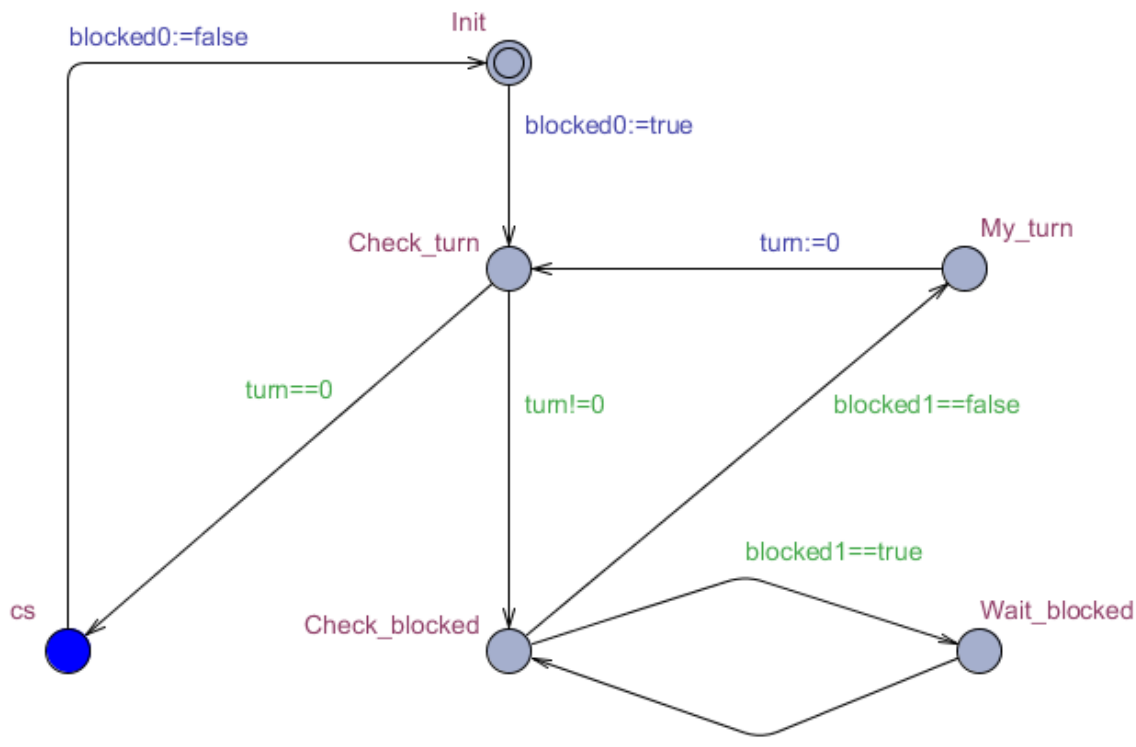 Init
blocked0:=false
blocked0:=true
Check_turn
My_turn
turn:=0
turn==0
turn!=0
blocked1==false
blocked1==true
cs
Check_blocked
Wait_blocked